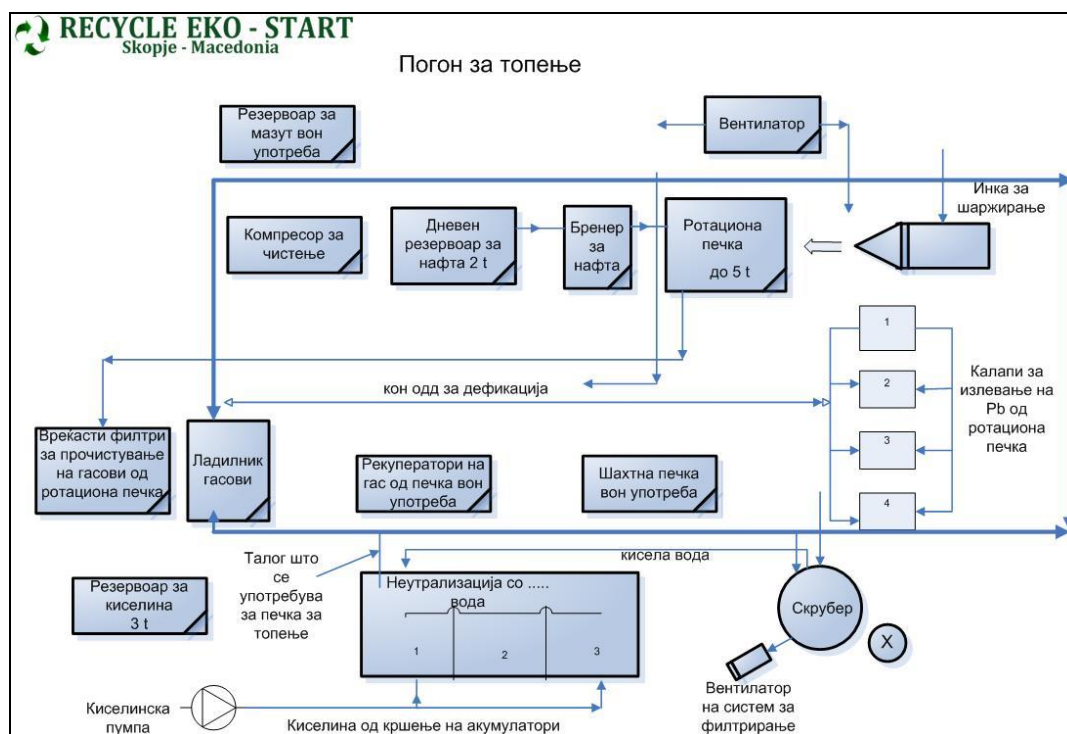 RECYCLE EKO - START
Skopje - Macedonia
Погон за топење
Резервоар за
мазут вон
употреба
Вентилатор
Инка за
шаржирање
Компресор за
чистење
Дневен
резервоар за
нафта 2 t
Бренер
за
нафта
Ротациона
печка
до 5 t
1
2
3
4
Калапи за
излевање на
Pb од
ротациона
печка
кон одд за дефикација
Вреќасти филтри
за прочистување
на гасови од
ротациона печка
Ладилник
гасови
Рекуператори на
гас од печка вон
употреба
Шахтна печка
вон употреба
Талог што
се
употребува
за печка за
топење
кисела вода
Резервоар за
киселина
3 t
Неутрализација со .....
вода
1
2
3
Скрубер
X
Вентилатор
на систем за
филтрирање
Киселинска
пумпа
Киселина од кршење на акумулатори